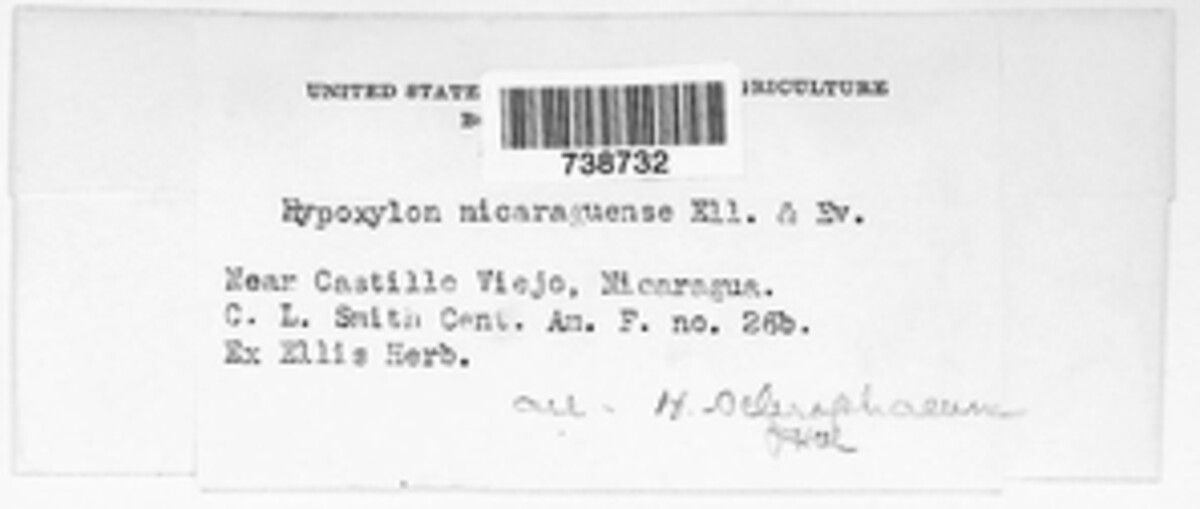 UNITED STATE RICULTURE
738732
Hypoxylon nicaraguense Ell. & Ev.
Near Castillo Viejo, Nicaragua.
C. L. Smith Cent. Am. F. no. 26b.
Ex Ellis Herb.
H. sclerophaeum